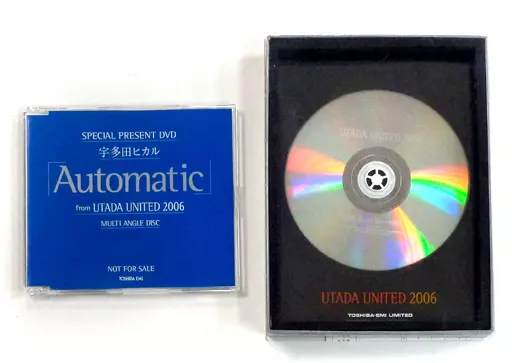 SPECIAL PRESENT DVD
宇多田ヒカル
[Automatic]
from UTADA UNITED 2006
MULTI ANGLE DISC
NOT FOR SALE
TOSHIBA EMI
UTADA UNITED 2006
UTADA UNITED 2006
TOSHIBA-EMI LIMITED